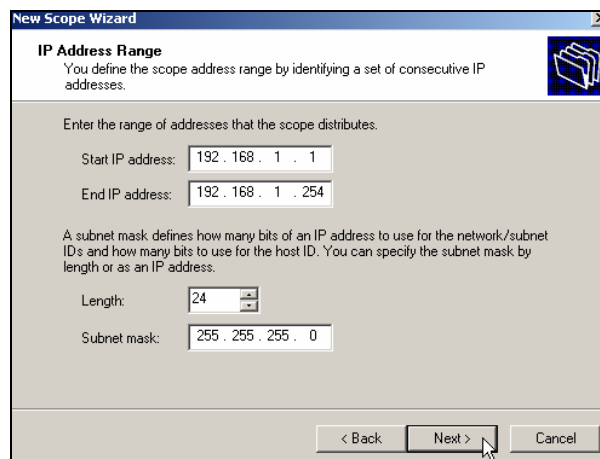 New Scope Wizard
IP Address Range
You define the scope address range by identifying a set of consecutive IP
addresses.
Enter the range of addresses that the scope distributes.
Start IP address: 192 . 168 . 1 . 1
End IP address: 192 . 168 . 1 . 254
A subnet mask defines how many bits of an IP address to use for the network/subnet
IDs and how many bits to use for the host ID. You can specify the subnet mask by
length or as an IP address.
Length: 24
Subnet mask: 255 . 255 . 255 . 0
< Back Next > Cancel